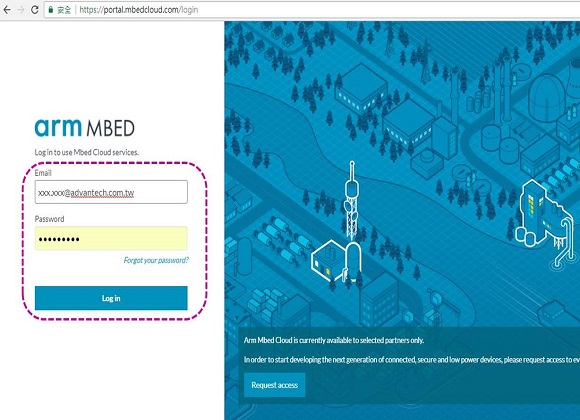 安全 https://portal.mbedcloud.com/login
arm MBED
Log in to use Mbed Cloud services.
Email
xxx.xxx@advantech.com.tw
Password
•••••••••
Forgot your password?
Log in
Arm Mbed Cloud is currently available to selected partners only.
In order to start developing the next generation of connected, secure and low power devices, please request access to ev
Request access